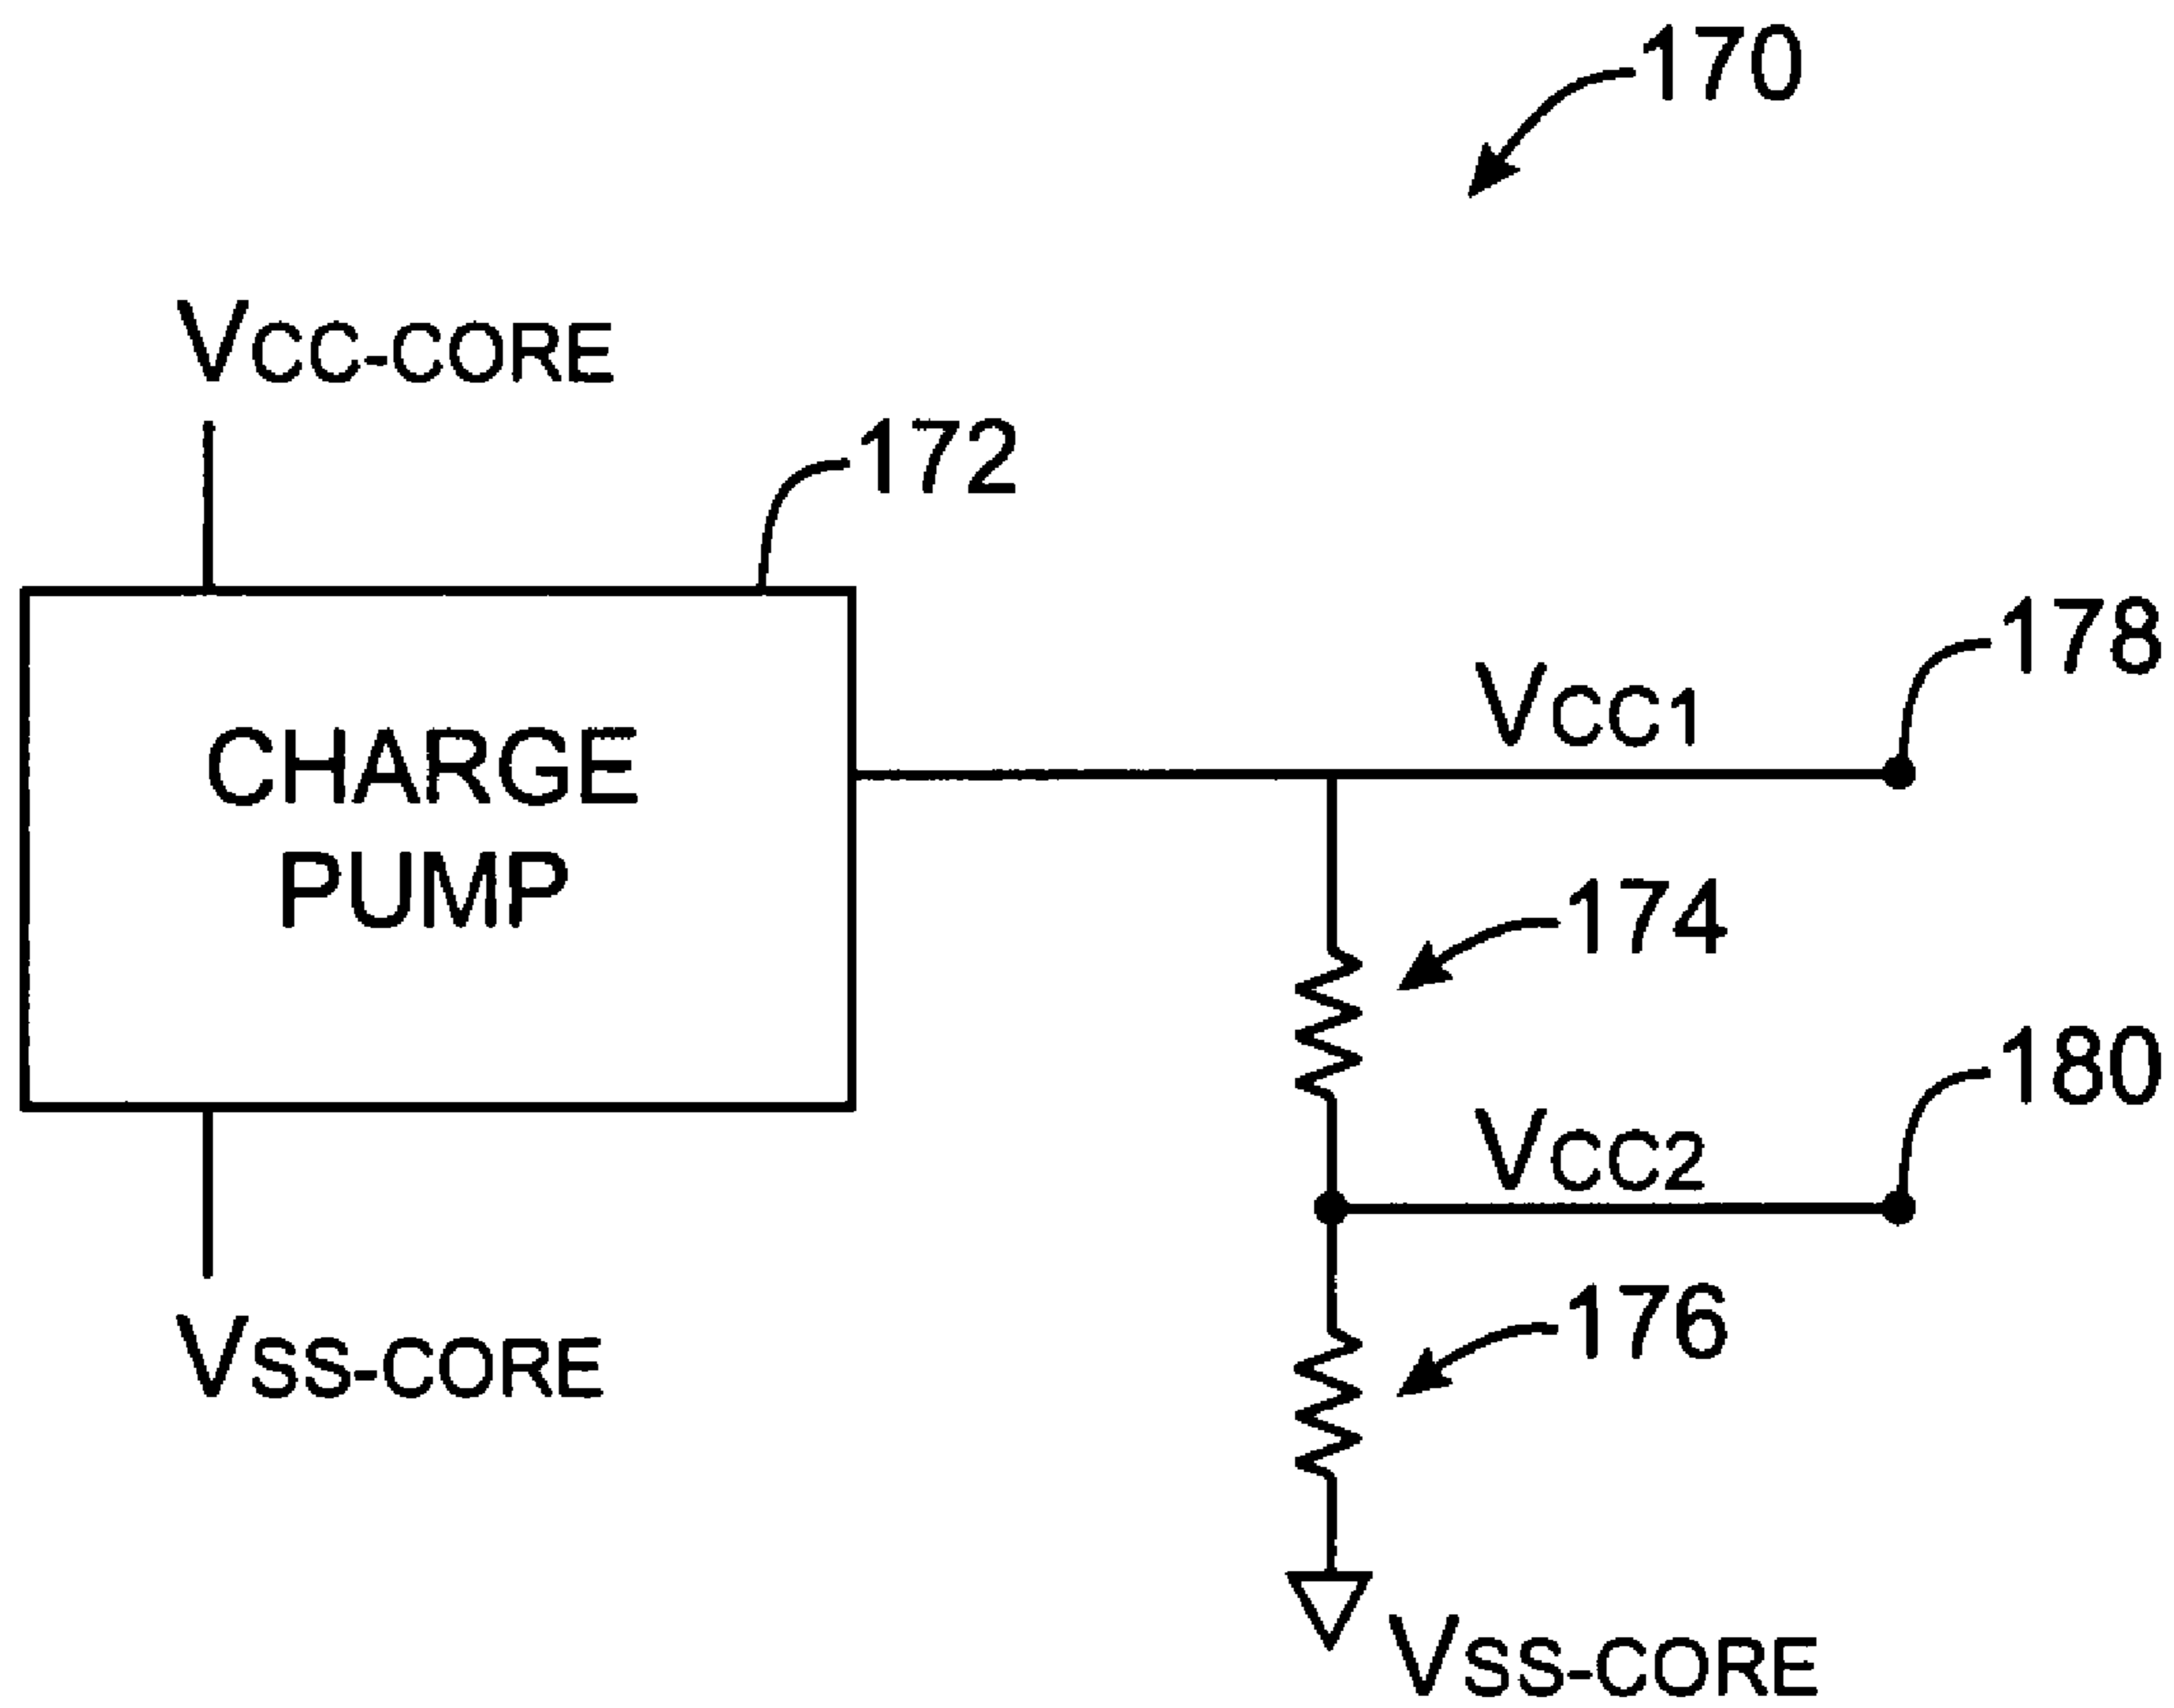 170
VCC-CORE
172
178
VCC1
CHARGE
PUMP
174
180
VCC2
176
VSS-CORE
VSS-CORE